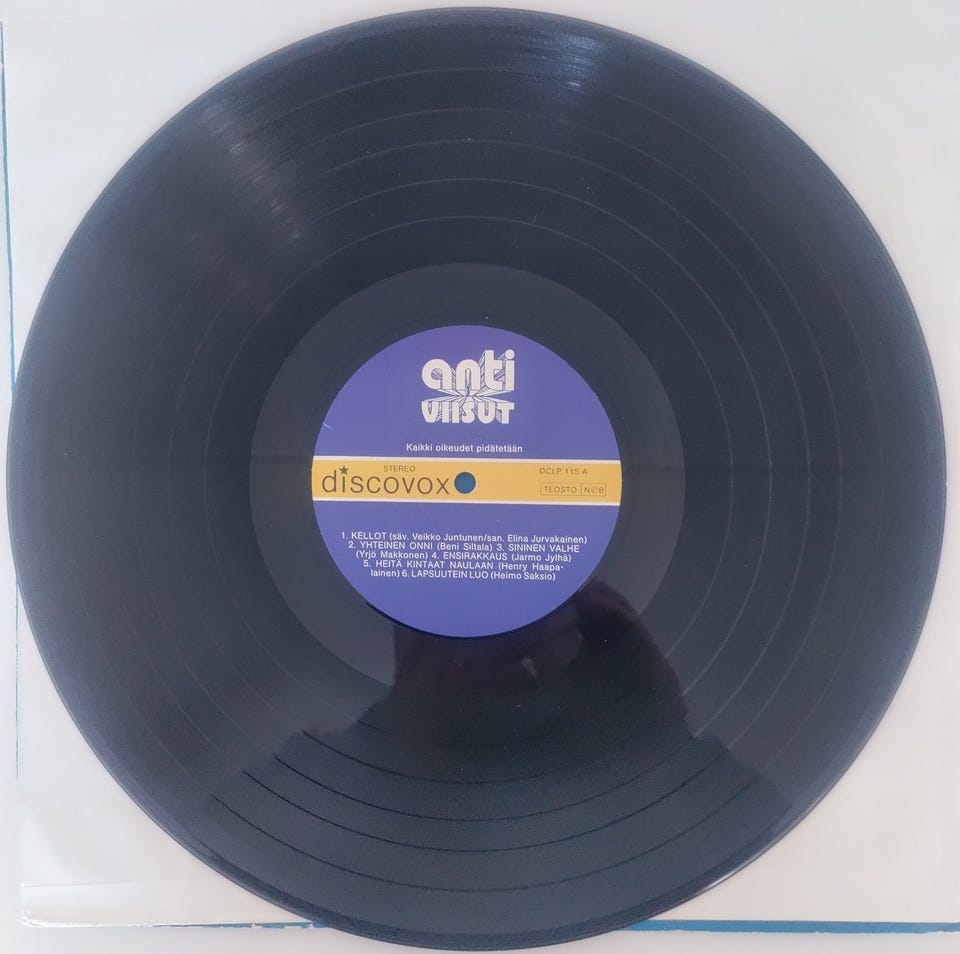 anti
VIISUT
Kaikki oikeudet pidätetään
STEREO
discovox
DCLP 115 A
TEOSTO N©B
1. KELLOT (säv. Veikko Juntunen/san. Elina Jurvakainen)
2. YHTEINEN ONNI (Beni Siltala) 3. SININEN VALHE
(Yrjö Makkonen) 4. ENSIRAKKAUS (Jarmo Jylhä)
5. HEITÄ KINTAAT NAULAAN (Henry Haapa-
lainen) 6. LAPSUUTEIN LUO (Heimo Saksio)